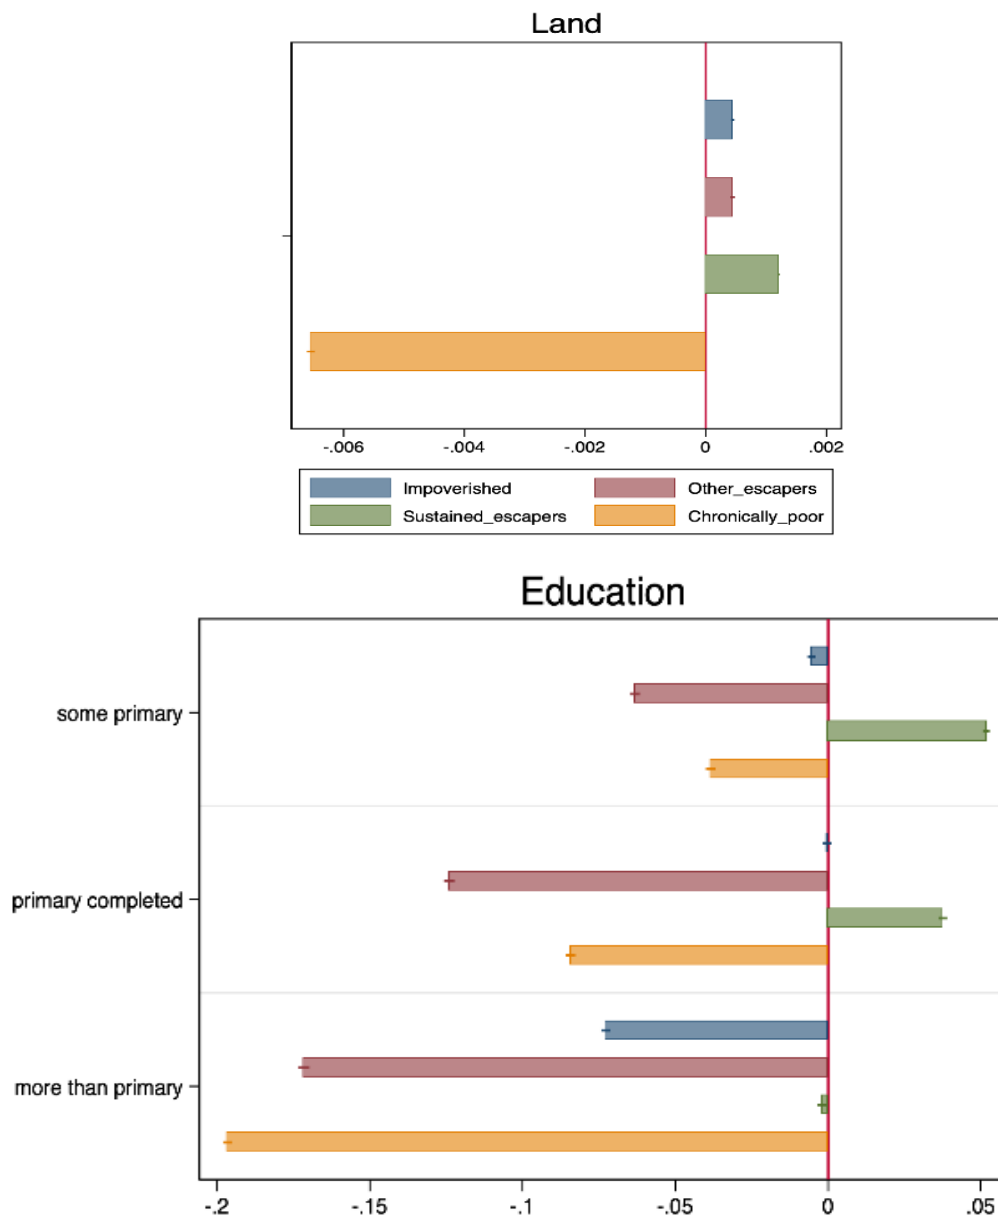 Land
-.006 -.004 -.002 0 .002
Impoverished Other_escapers
Sustained_escapers Chronically_poor
Education
some primary
primary completed
more than primary
-.2 -.15 -.1 -.05 0 .05